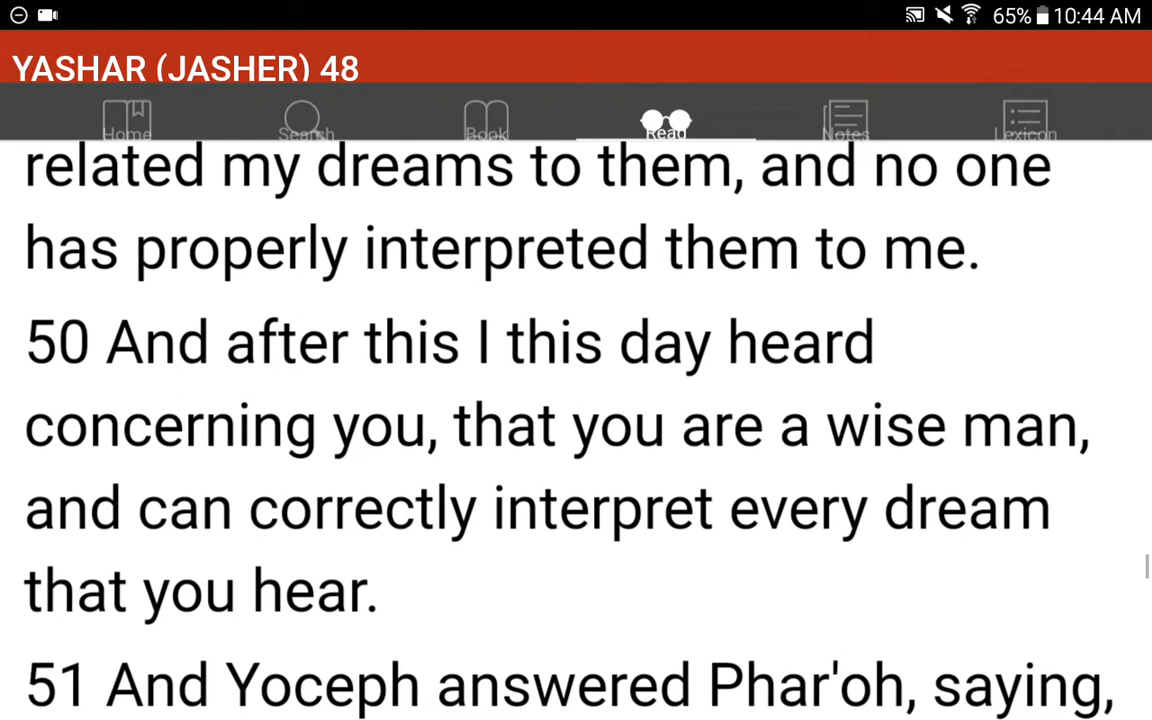 65% 10:44 AM
YASHAR (JASHER) 48
Home Search Book Read Notes Lexicon
related my dreams to them, and no one
has properly interpreted them to me.
50 And after this I this day heard
concerning you, that you are a wise man,
and can correctly interpret every dream
that you hear.
51 And Yoceph answered Phar'oh, saying,